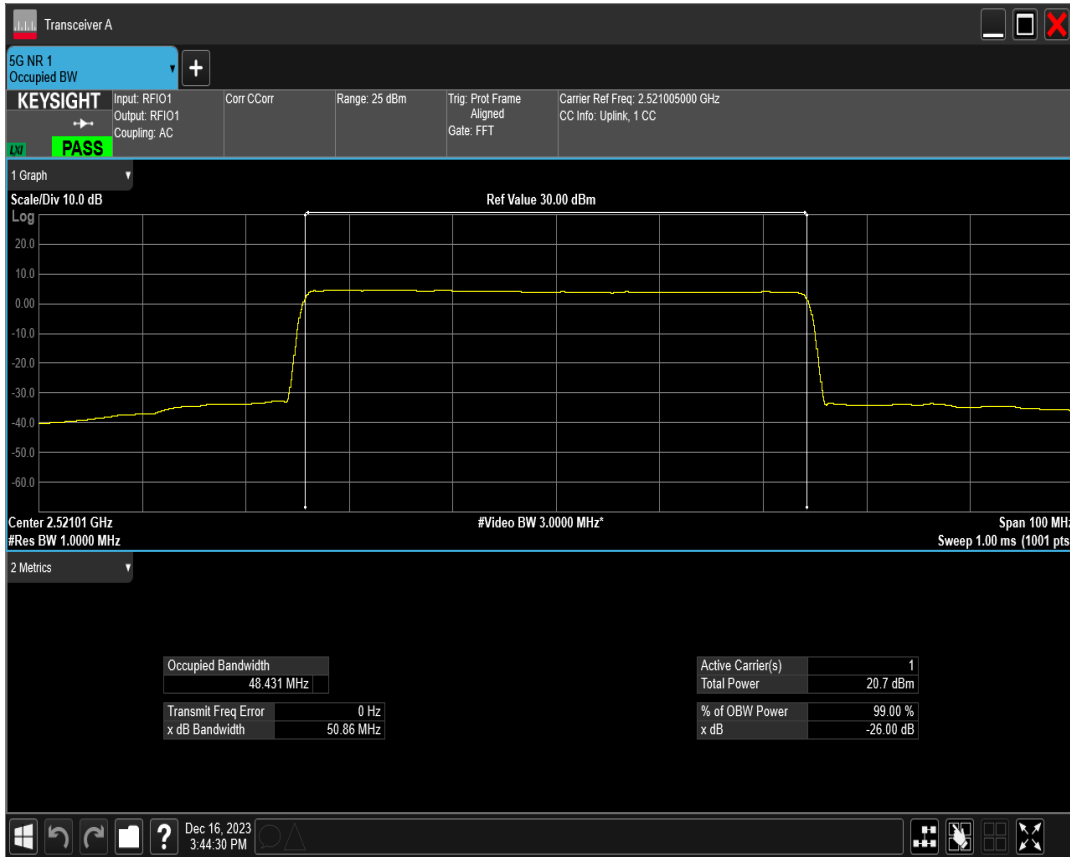 Transceiver A
5G NR 1
Occupied BW
KEYSIGHT
LXI
PASS
Input: RFIO1
Output: RFIO1
Coupling: AC
Corr CCorr
Range: 25 dBm
Trig: Prot Frame
Aligned
Gate: FFT
Carrier Ref Freq: 2.521005000 GHz
CC Info: Uplink, 1 CC
1 Graph
Scale/Div 10.0 dB
Ref Value 30.00 dBm
Log
20.0
10.0
0.00
-10.0
-20.0
-30.0
-40.0
-50.0
-60.0
Center 2.52101 GHz
#Video BW 3.0000 MHz*
Span 100 MHz
#Res BW 1.0000 MHz
Sweep 1.00 ms (1001 pts
2 Metrics
Occupied Bandwidth
48.431 MHz
Transmit Freq Error 0 Hz
x dB Bandwidth 50.86 MHz
Active Carrier(s) 1
Total Power 20.7 dBm
% of OBW Power 99.00 %
x dB -26.00 dB
?
Dec 16, 2023
3:44:30 PM